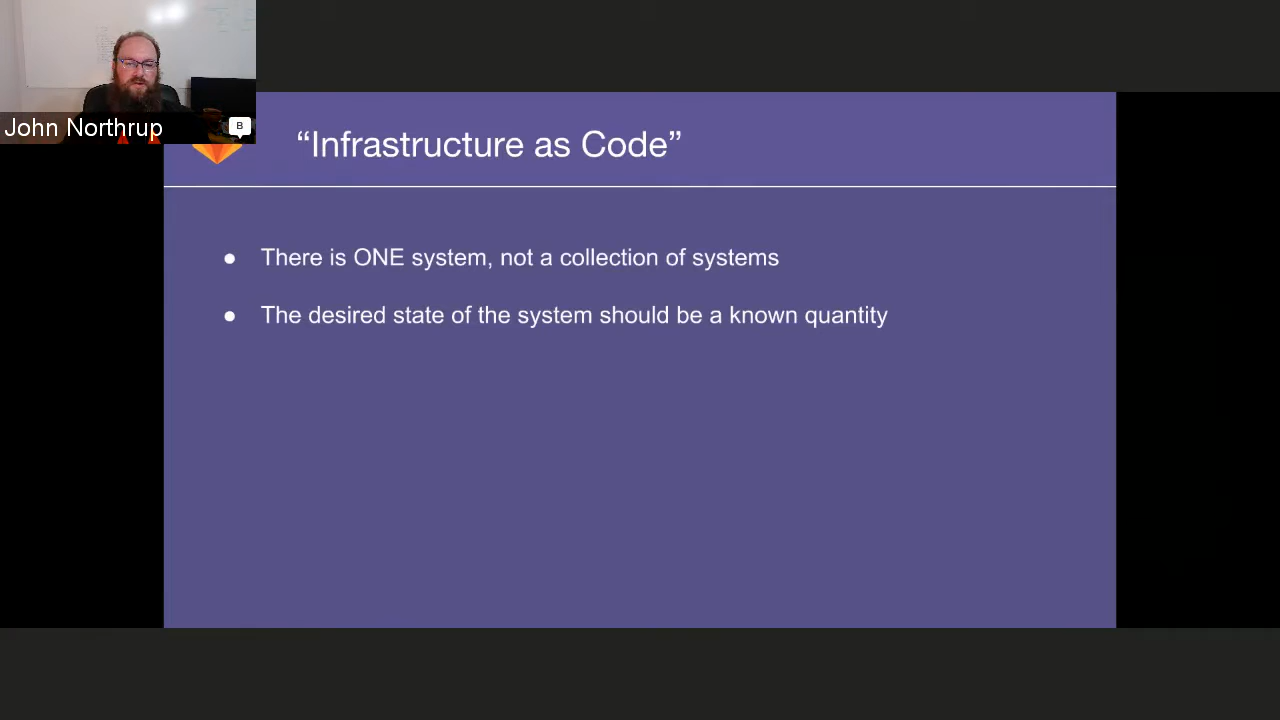 John Northrup
B
“Infrastructure as Code”
● There is ONE system, not a collection of systems
● The desired state of the system should be a known quantity